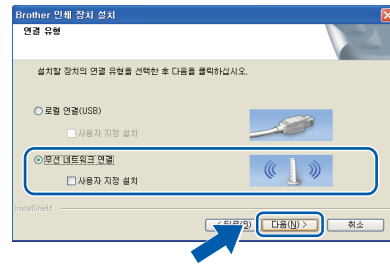 Brother 인쇄 장치 설치
연결 유형
설치할 장치의 연결 유형을 선택한 후 다음을 클릭하십시오.
로컬 연결(USB)
사용자 지정 설치
무선 네트워크 연결
사용자 지정 설치
InstallShield
< 뒤로(B) 다음(N) > 취소